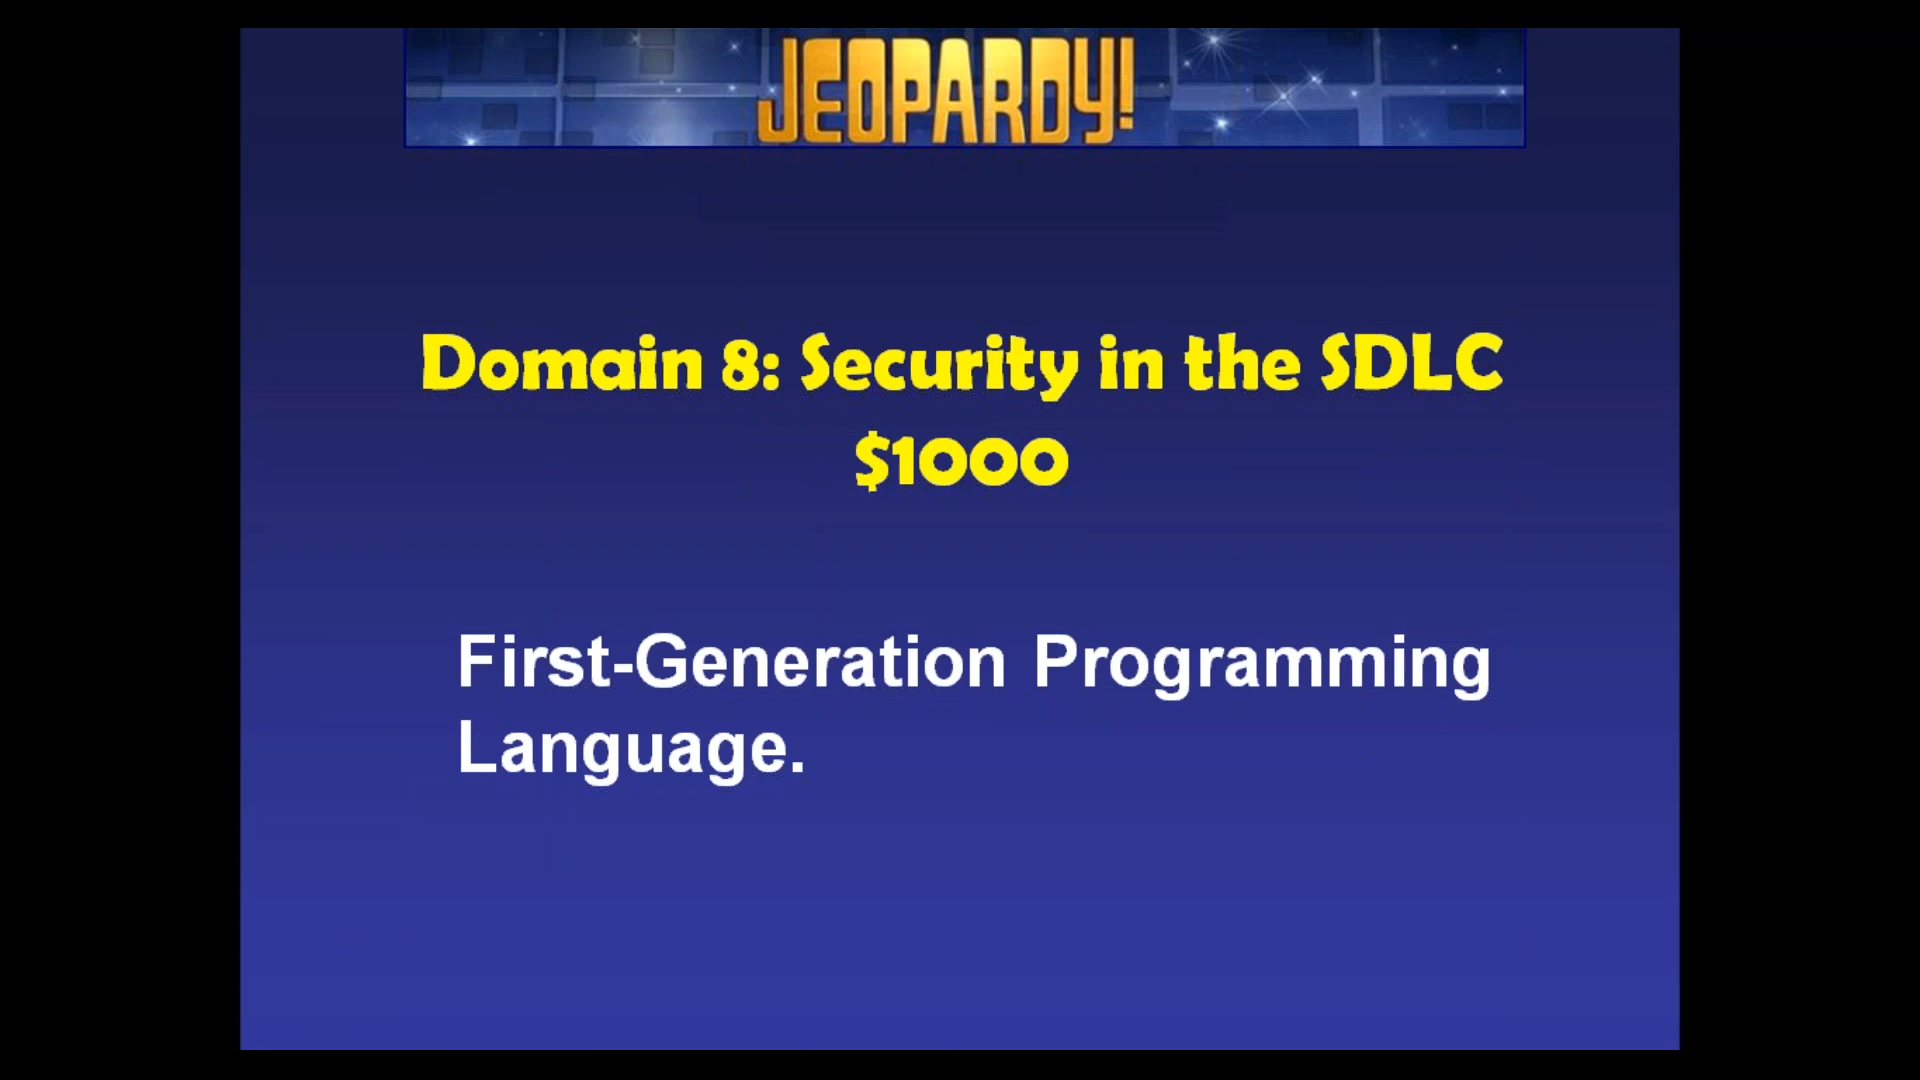 JEOPARDY!
Domain 8: Security in the SDLC
$1000
First-Generation Programming
Language.